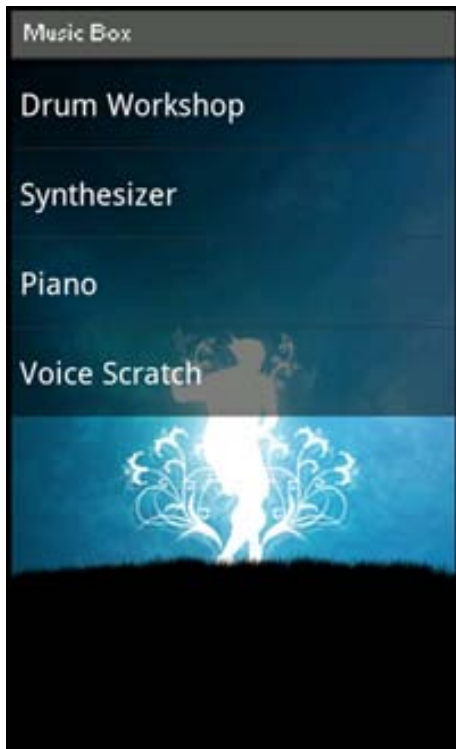 Music Box
Drum Workshop
Synthesizer
Piano
Voice Scratch